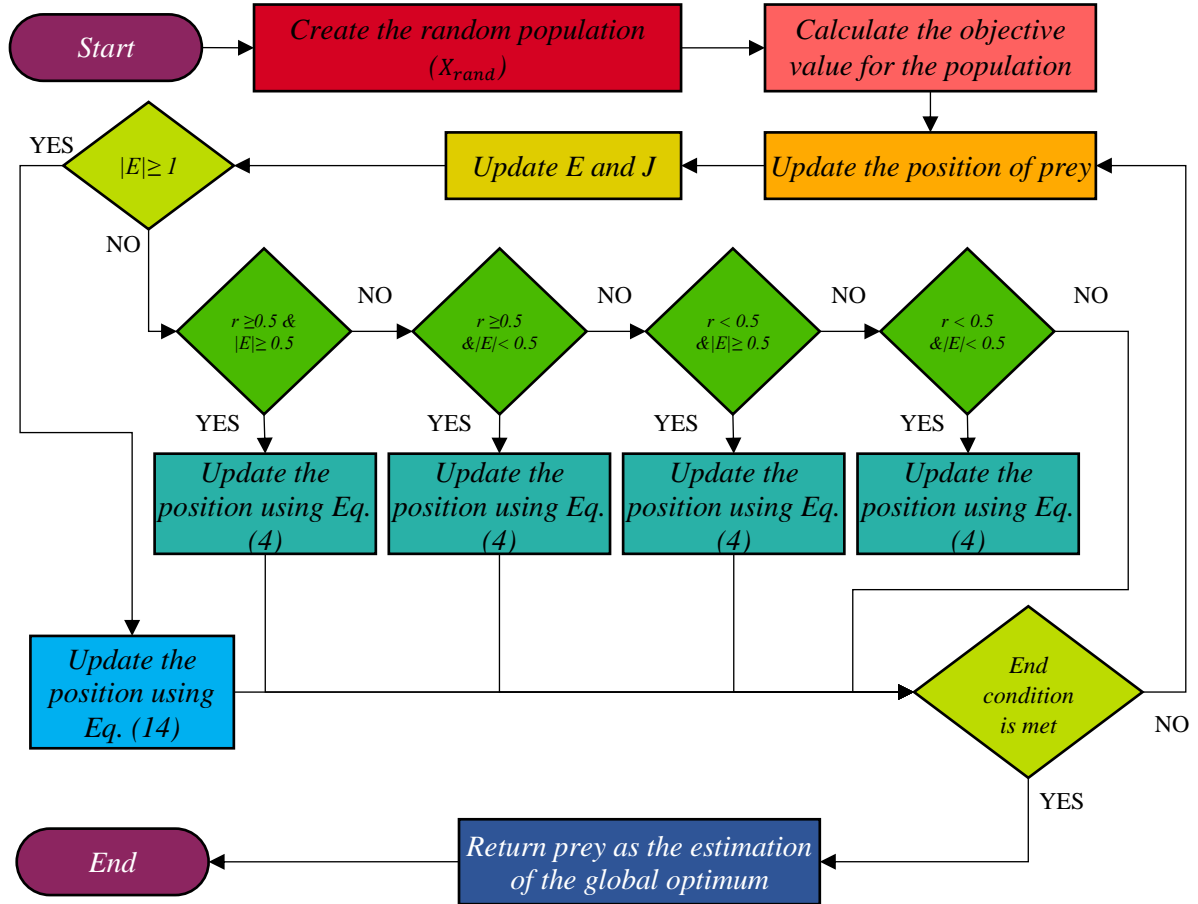 Start
Create the random population
(X_rand)
Calculate the objective
value for the population
YES
|E|≥ 1
Update E and J
Update the position of prey
NO
NO
NO
NO
NO
r ≥0.5 &
|E|≥ 0.5
r ≥0.5
&|E|< 0.5
r < 0.5
&|E|≥ 0.5
r < 0.5
&|E|< 0.5
YES
YES
YES
YES
Update the
position using Eq.
(4)
Update the
position using Eq.
(4)
Update the
position using Eq.
(4)
Update the
position using Eq.
(4)
Update the
position using
Eq. (14)
End
condition
is met
NO
YES
End
Return prey as the estimation
of the global optimum